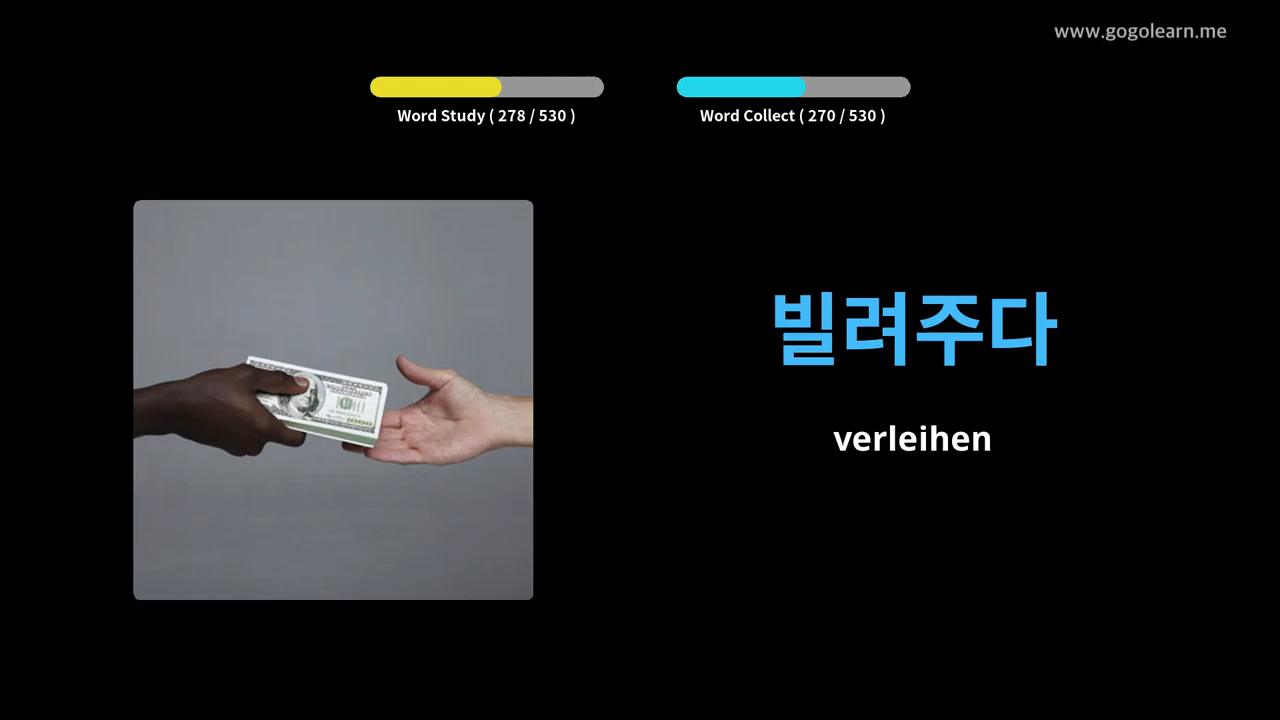 www.gogolearn.me
Word Study ( 278 / 530 )
Word Collect ( 270 / 530 )
빌려주다
verleihen